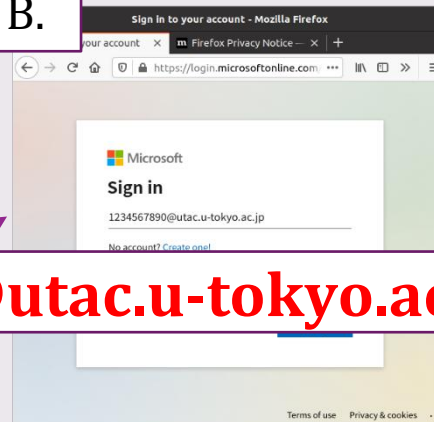 B.
Sign in to your account - Mozilla Firefox
your account × m Firefox Privacy Notice — × +
https://login.microsoftonline.com
Microsoft
Sign in
1234567890@utac.u-tokyo.ac.jp
No account? Create one!
utac.u-tokyo.ac
Terms of use Privacy & cookies